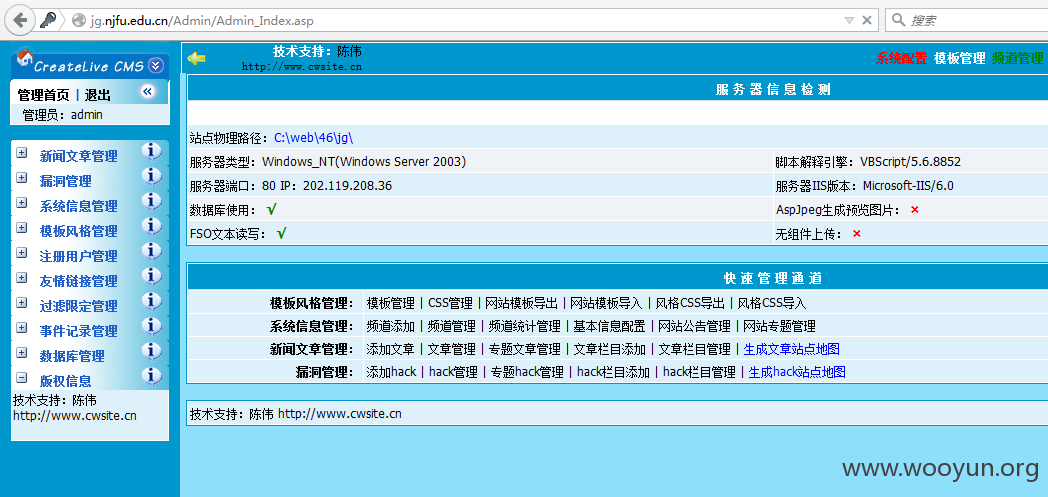 jg.njfu.edu.cn/Admin/Admin_Index.asp
搜索
CreateLive CMS
管理首页 | 退出
管理员：admin
新闻文章管理
漏洞管理
系统信息管理
模板风格管理
注册用户管理
友情链接管理
过滤限定管理
事件记录管理
数据库管理
版权信息
技术支持：陈伟
http://www.cwsite.cn
技术支持：陈伟
http://www.cwsite.cn
系统配置 模板管理 频道管理
服务器信息检测
站点物理路径：C:\web\46\jg\
服务器类型：Windows_NT(Windows Server 2003) 脚本解释引擎：VBScript/5.6.8852
服务器端口：80 IP：202.119.208.36 服务器IIS版本：Microsoft-IIS/6.0
数据库使用：√ AspJpeg生成预览图片：×
FSO文本读写：√ 无组件上传：×
快速管理通道
模板风格管理：模板管理 | CSS管理 | 网站模板导出 | 网站模板导入 | 风格CSS导出 | 风格CSS导入
系统信息管理：频道添加 | 频道管理 | 频道统计管理 | 基本信息配置 | 网站公告管理 | 网站专题管理
新闻文章管理：添加文章 | 文章管理 | 专题文章管理 | 文章栏目添加 | 文章栏目管理 | 生成文章站点地图
漏洞管理：添加hack | hack管理 | 专题hack管理 | hack栏目添加 | hack栏目管理 | 生成hack站点地图
技术支持：陈伟 http://www.cwsite.cn
www.wooyun.org